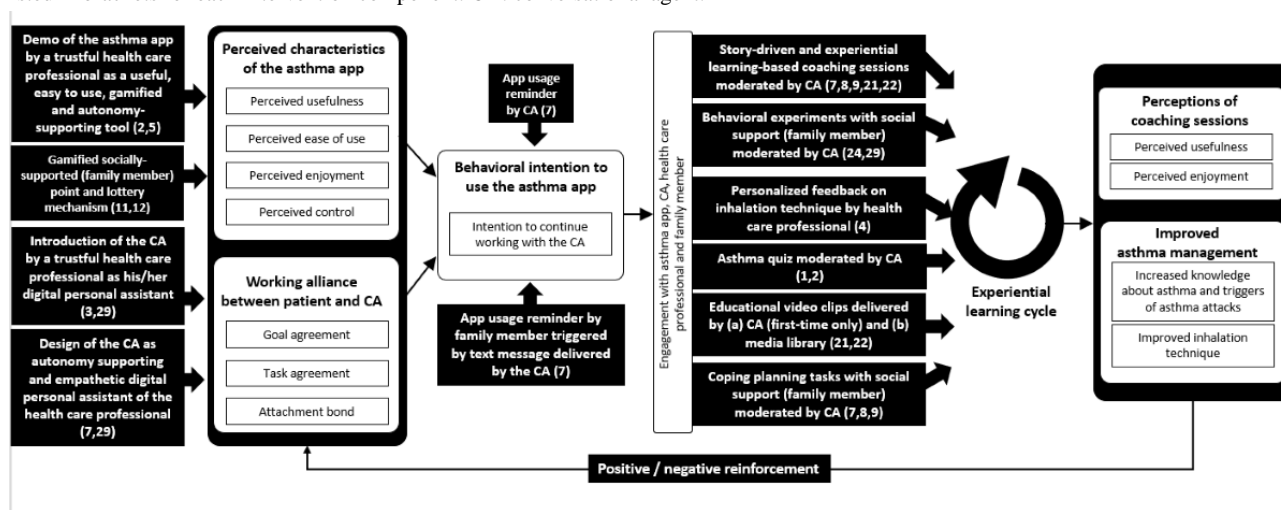 Demo of the asthma app
by a trustful health care
professional as a useful,
easy to use, gamified
and autonomy-
supporting tool (2,5)
Gamified socially-
supported (family member)
point and lottery
mechanism (11,12)
Introduction of the CA
by a trustful health care
professional as his/her
digital personal assistant
(3,29)
Design of the CA as
autonomy supporting
and empathetic digital
personal assistant of the
health care professional
(7,29)
Perceived characteristics
of the asthma app
Perceived usefulness
Perceived ease of use
Perceived enjoyment
Perceived control
Working alliance
between patient and CA
Goal agreement
Task agreement
Attachment bond
App usage
reminder
by CA (7)
Behavioral intention to
use the asthma app
Intention to continue
working with the CA
App usage reminder by
family member triggered
by text message delivered
by the CA (7)
Engagement with asthma app, CA, health care
professional and family member
Story-driven and experiential
learning-based coaching sessions
moderated by CA (7,8,9,21,22)
Behavioral experiments with social
support (family member)
moderated by CA (24,29)
Personalized feedback on
inhalation technique by health
care professional (4)
Asthma quiz moderated by CA
(1,2)
Educational video clips delivered
by (a) CA (first-time only) and (b)
media library (21,22)
Coping planning tasks with social
support (family member)
moderated by CA (7,8,9)
Experiential
learning cycle
Perceptions of
coaching sessions
Perceived usefulness
Perceived enjoyment
Improved
asthma management
Increased knowledge
about asthma and triggers
of asthma attacks
Improved inhalation
technique
Positive / negative reinforcement